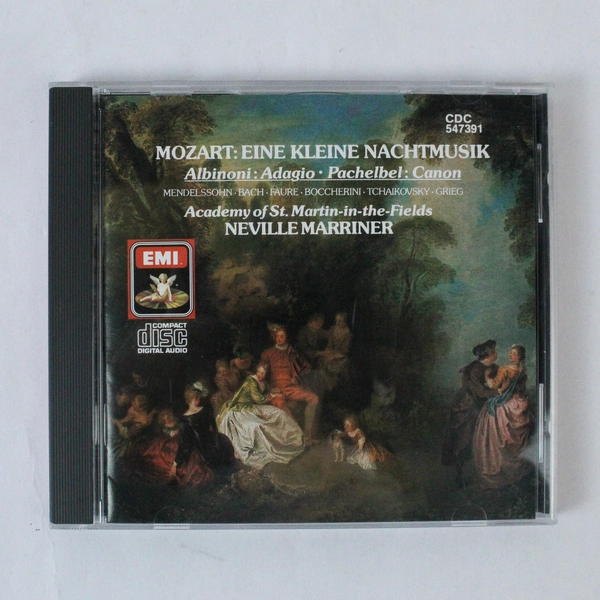 CDC
547391
MOZART: EINE KLEINE NACHTMUSIK
Albinoni: Adagio · Pachelbel: Canon
MENDELSSOHN · BACH · FAURE · BOCCHERINI · TCHAIKOVSKY · GRIEG
Academy of St. Martin-in-the-Fields
NEVILLE MARRINER
EMI
COMPACT
disc
DIGITAL AUDIO